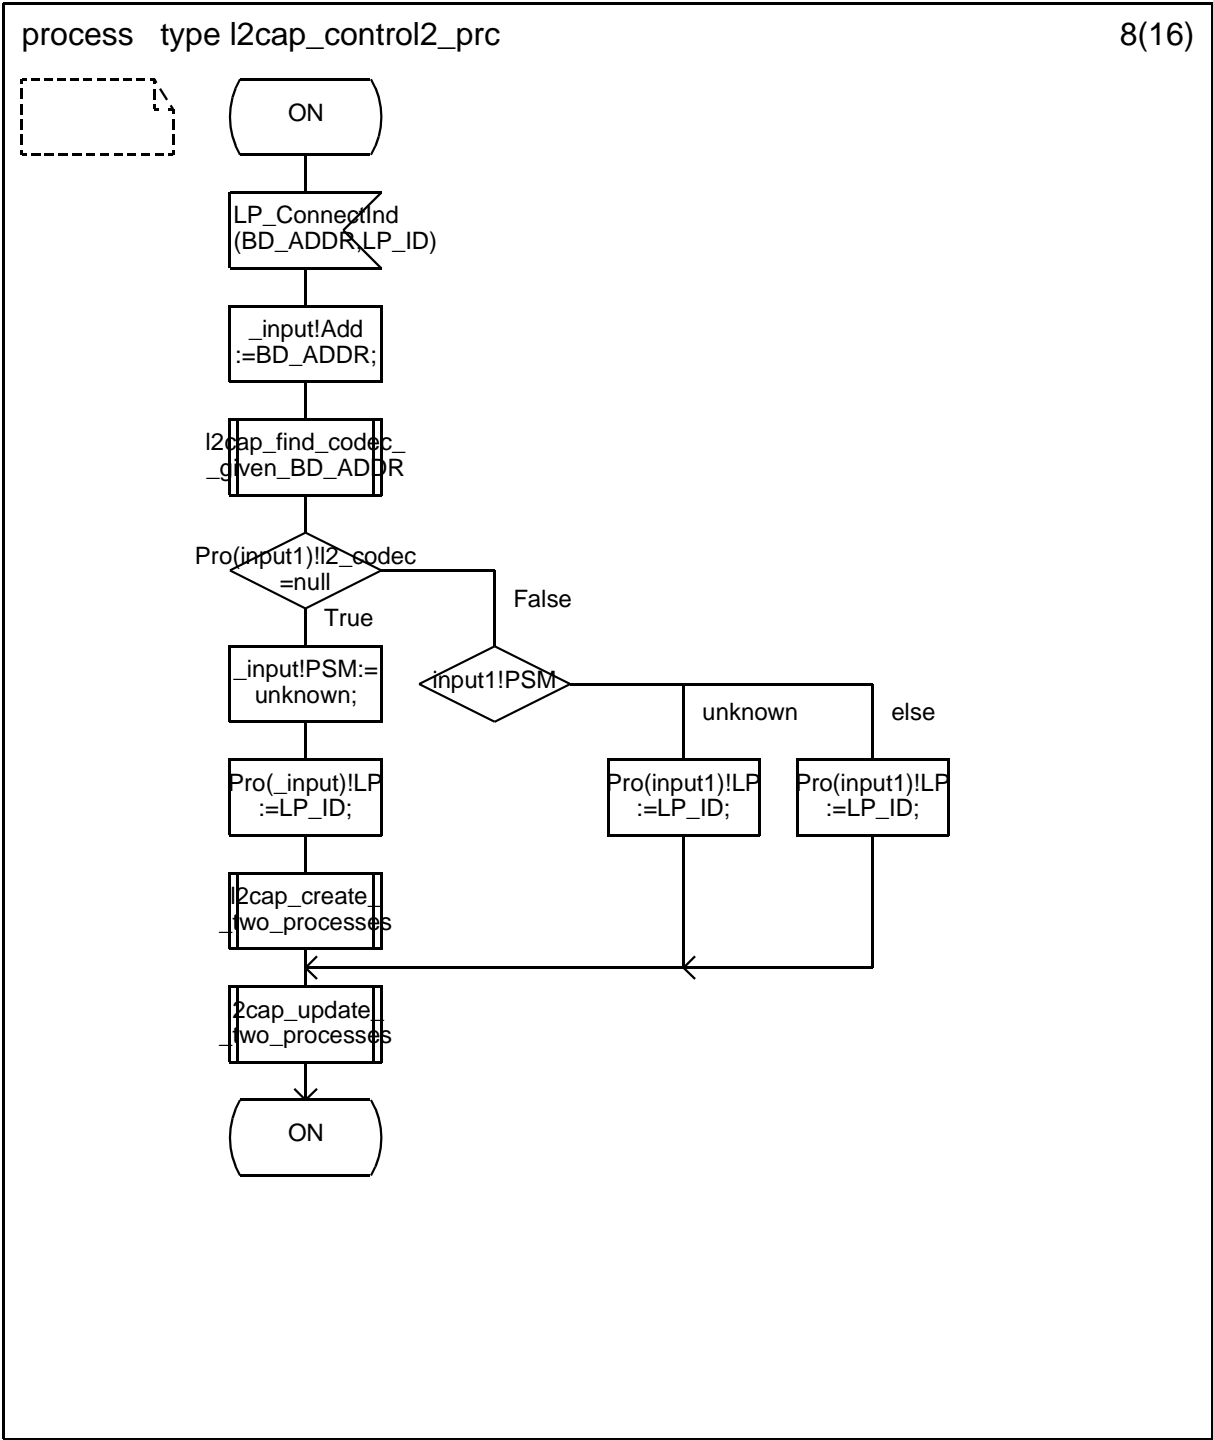 process type l2cap_control2_prc
8(16)
ON
LP_ConnectInd
(BD_ADDR,LP_ID)
_input!Add
:=BD_ADDR;
l2cap_find_codec_
_given_BD_ADDR
Pro(input1)!l2_codec
=null
False
True
_input!PSM:=
unknown;
input1!PSM
unknown
else
Pro(_input)!LP
:=LP_ID;
Pro(input1)!LP
:=LP_ID;
Pro(input1)!LP
:=LP_ID;
l2cap_create_
_two_processes
l2cap_update_
_two_processes
ON